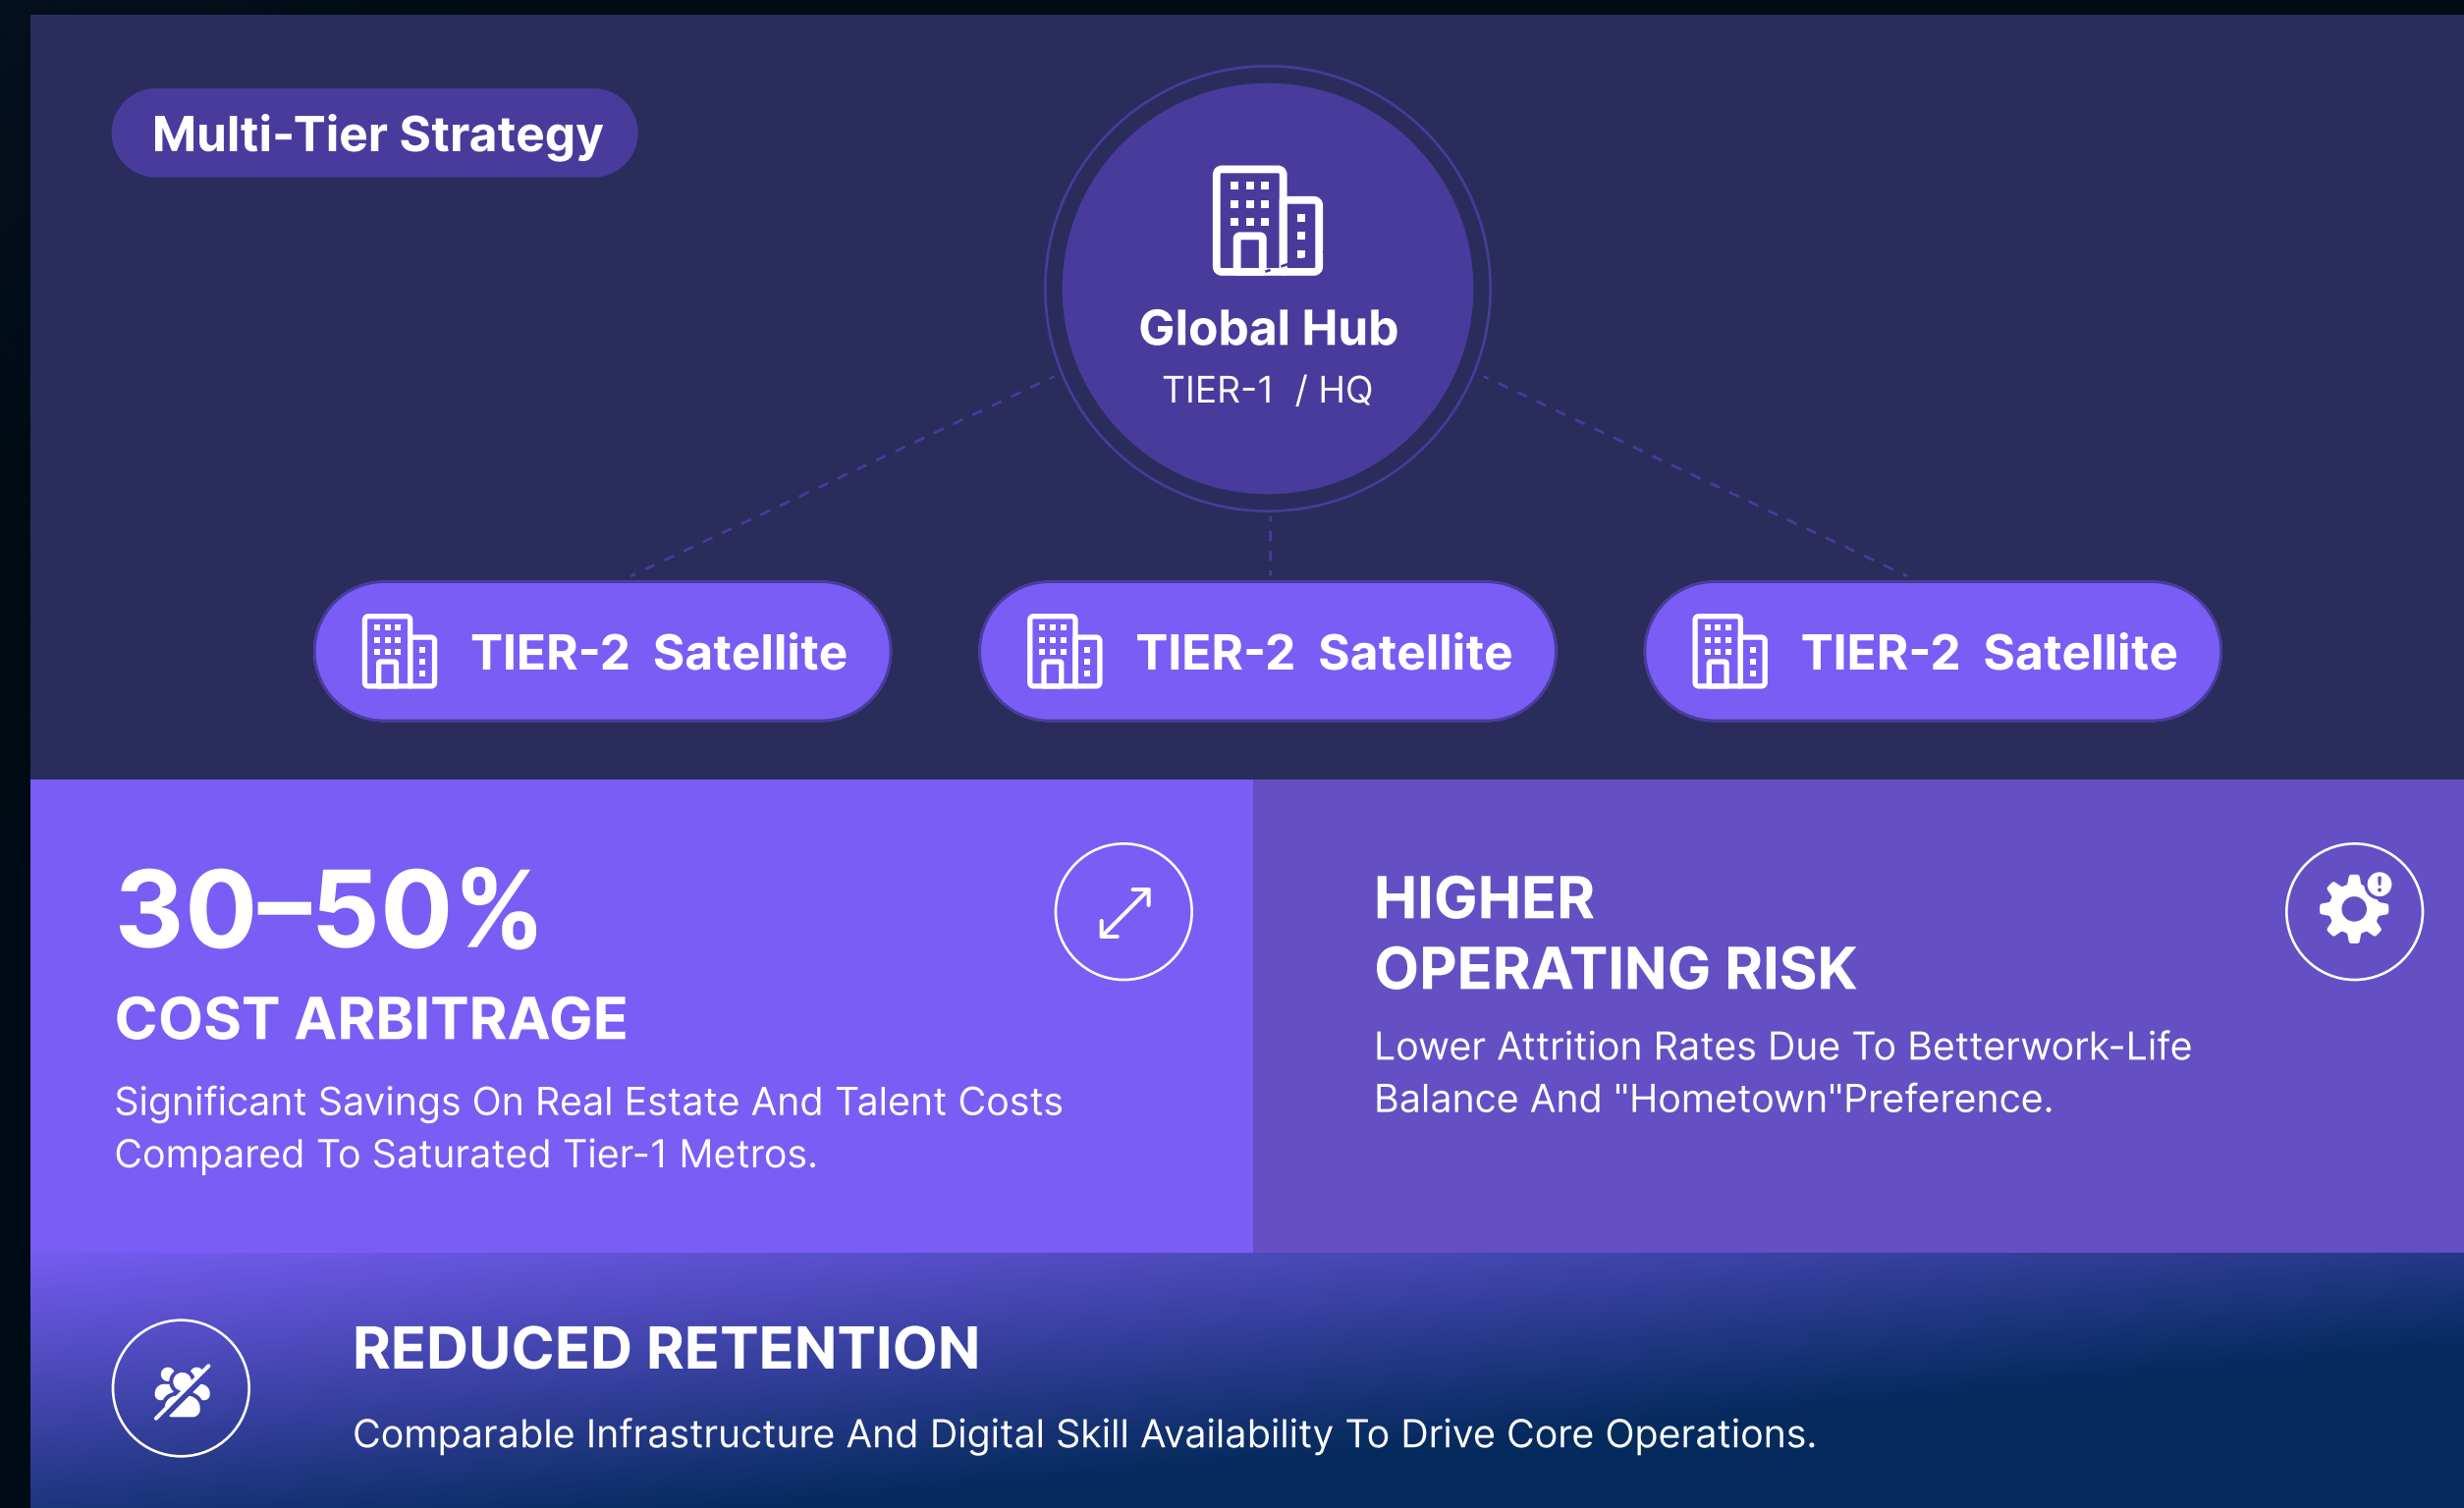 Multi-Tier Strategy
Global Hub
TIER-1 / HQ
TIER-2 Satellite
TIER-2 Satellite
TIER-2 Satellite
30–50%
COST ARBITRAGE
Significant Savings On Real Estate And Talent Costs
Compared To Saturated Tier-1 Metros.
HIGHER
OPERATING RISK
Lower Attrition Rates Due To Betterwork-Life
Balance And "Hometown"Preference.
REDUCED RETENTION
Comparable Infrastructure And Digital Skill Availability To Drive Core Operations.